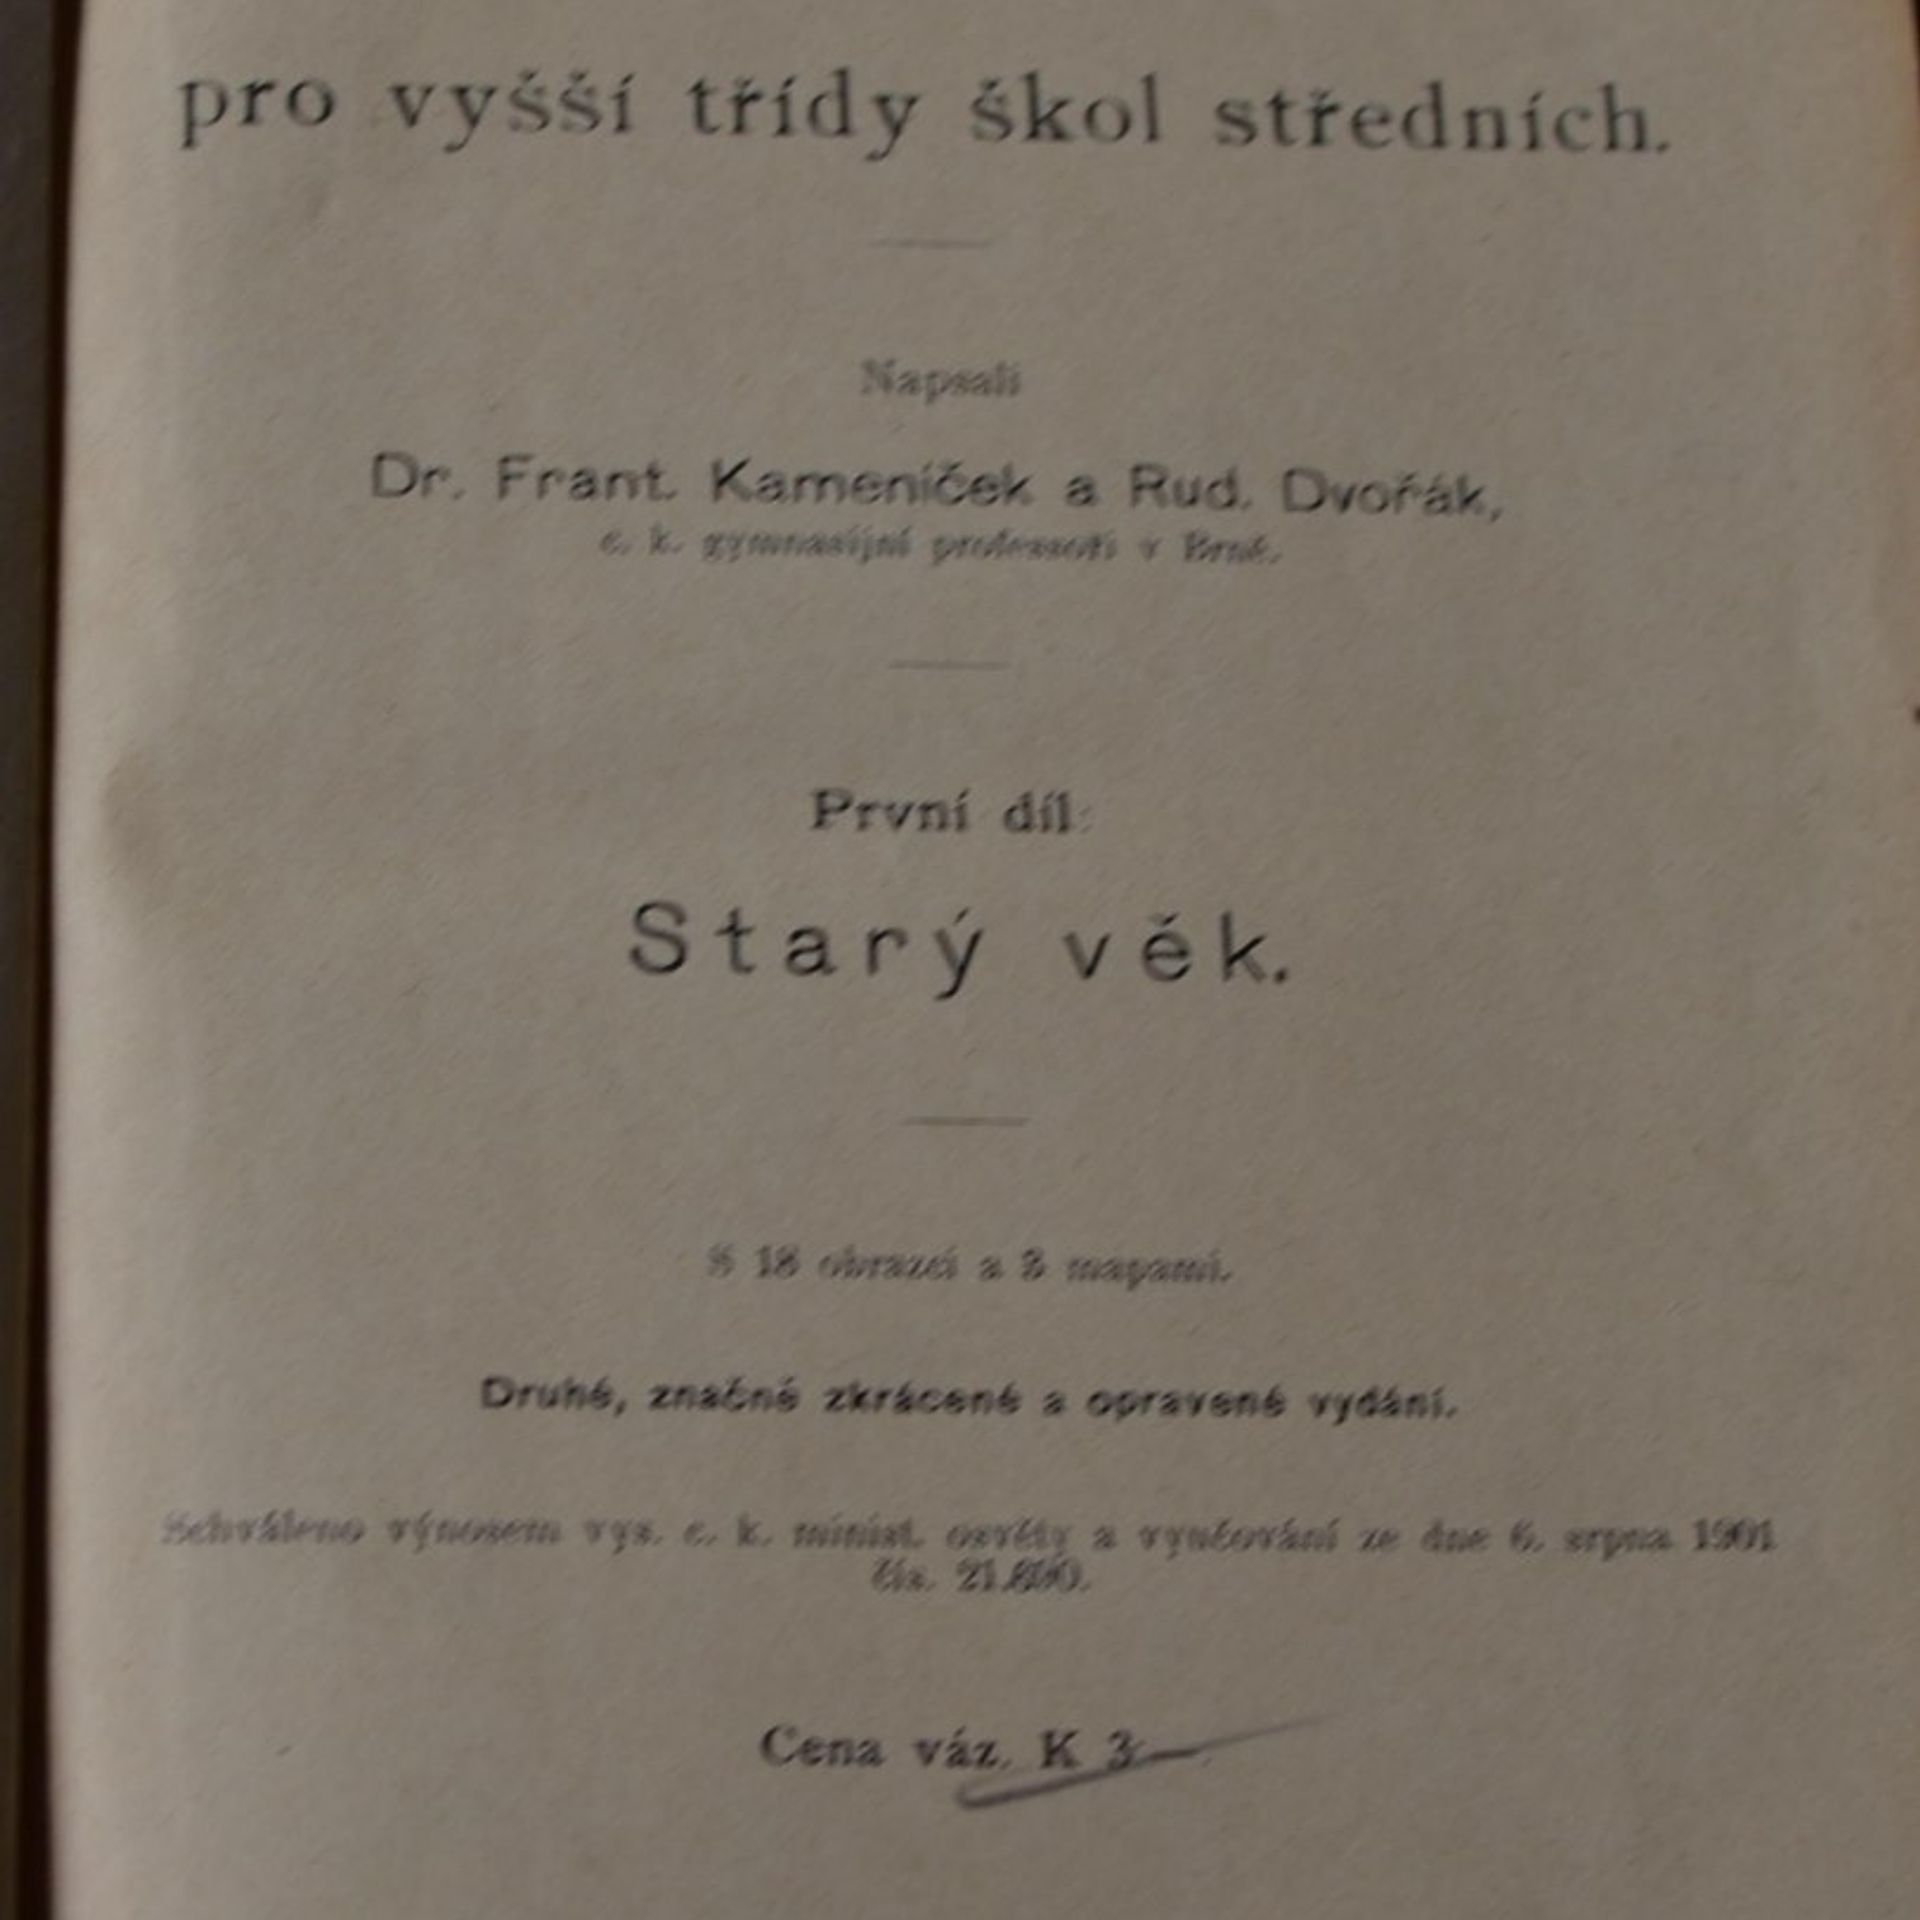 pro vyšší třídy škol středních.
Napsali
Dr. Frant. Kameníček a Rud. Dvořák,
c. k. gymnasijní professoři v Brně.
První díl:
Starý věk.
S 18 obrazci a 3 mapami.
Druhé, značně zkrácené a opravené vydání.
Schváleno výnosem vys. c. k. minist. osvěty a vyučování ze dne 6. srpna 1901
čís.
Cena váz. K 3—